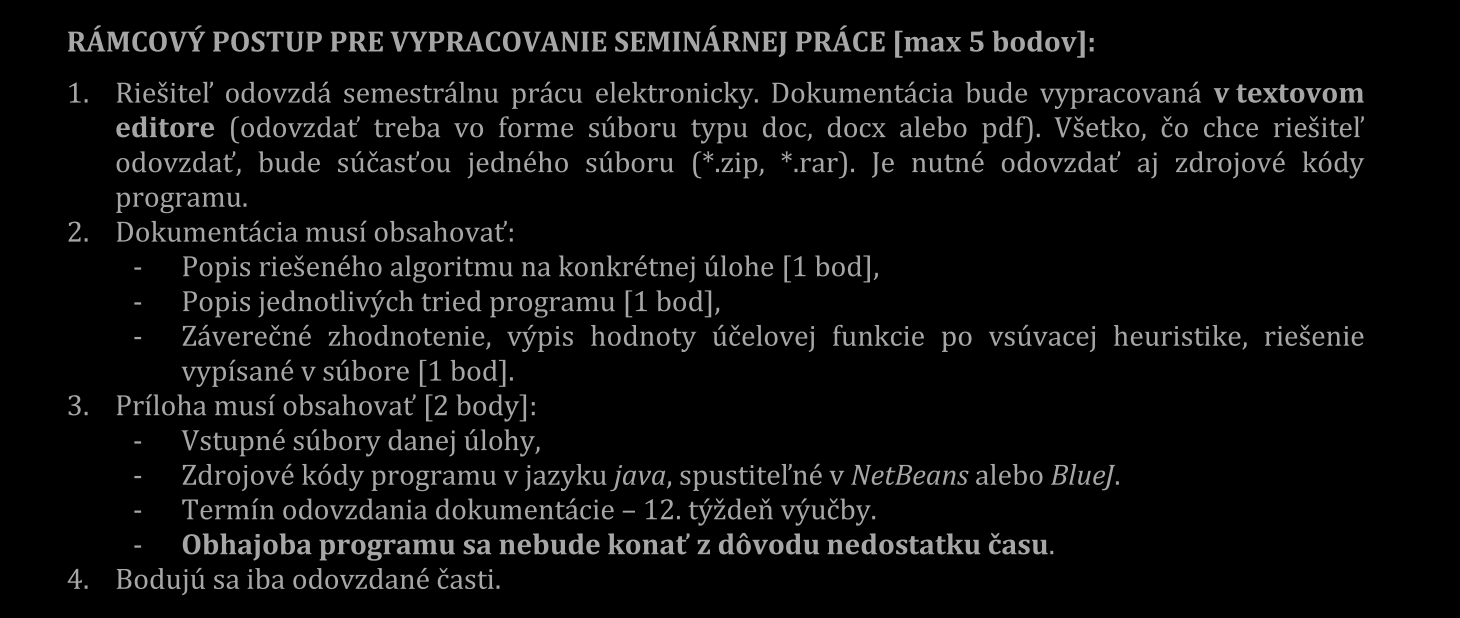 RÁMCOVÝ POSTUP PRE VYPRACOVANIE SEMINÁRNEJ PRÁCE [max 5 bodov]:
1. Riešiteľ odovzdá semestrálnu prácu elektronicky. Dokumentácia bude vypracovaná v textovom
editore (odovzdať treba vo forme súboru typu doc, docx alebo pdf). Všetko, čo chce riešiteľ
odovzdať, bude súčasťou jedného súboru (*.zip, *.rar). Je nutné odovzdať aj zdrojové kódy
programu.
2. Dokumentácia musí obsahovať:
- Popis riešeného algoritmu na konkrétnej úlohe [1 bod],
- Popis jednotlivých tried programu [1 bod],
- Záverečné zhodnotenie, výpis hodnoty účelovej funkcie po vsúvacej heuristike, riešenie
vypísané v súbore [1 bod].
3. Príloha musí obsahovať [2 body]:
- Vstupné súbory danej úlohy,
- Zdrojové kódy programu v jazyku java, spustiteľné v NetBeans alebo BlueJ.
- Termín odovzdania dokumentácie – 12. týždeň výučby.
- Obhajoba programu sa nebude konať z dôvodu nedostatku času.
4. Bodujú sa iba odovzdané časti.